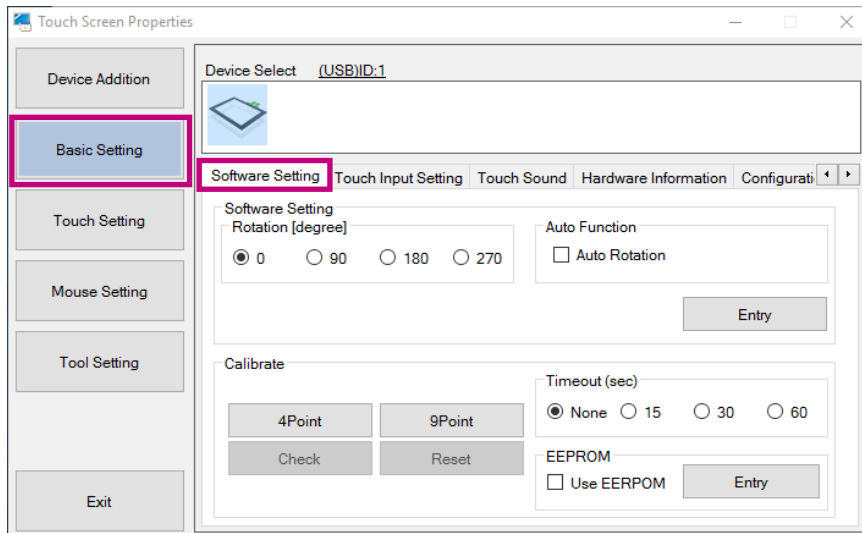 Touch Screen Properties
Device Addition
Basic Setting
Touch Setting
Mouse Setting
Tool Setting
Exit
Device Select (USB)ID:1
Software Setting Touch Input Setting Touch Sound Hardware Information Configurati
Software Setting
Rotation [degree]
0 90 180 270
Auto Function
Auto Rotation
Entry
Calibrate
4Point 9Point
Check Reset
Timeout (sec)
None 15 30 60
EEPROM
Use EERPOM Entry